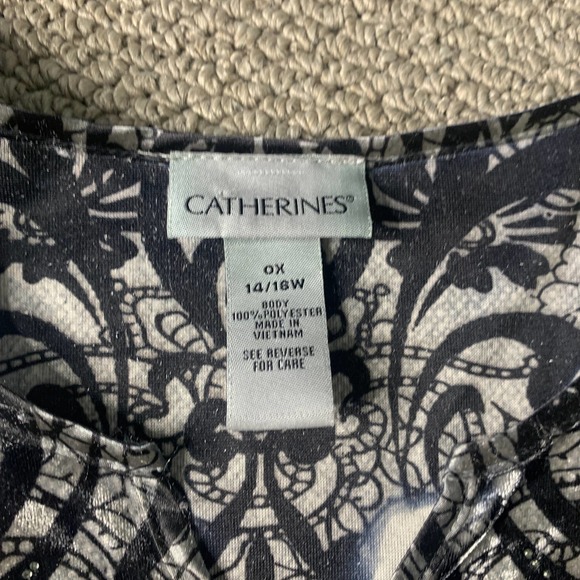 CATHERINES®
0X
14/16W
BODY
100% POLYESTER
MADE IN
VIETNAM
SEE REVERSE
FOR CARE